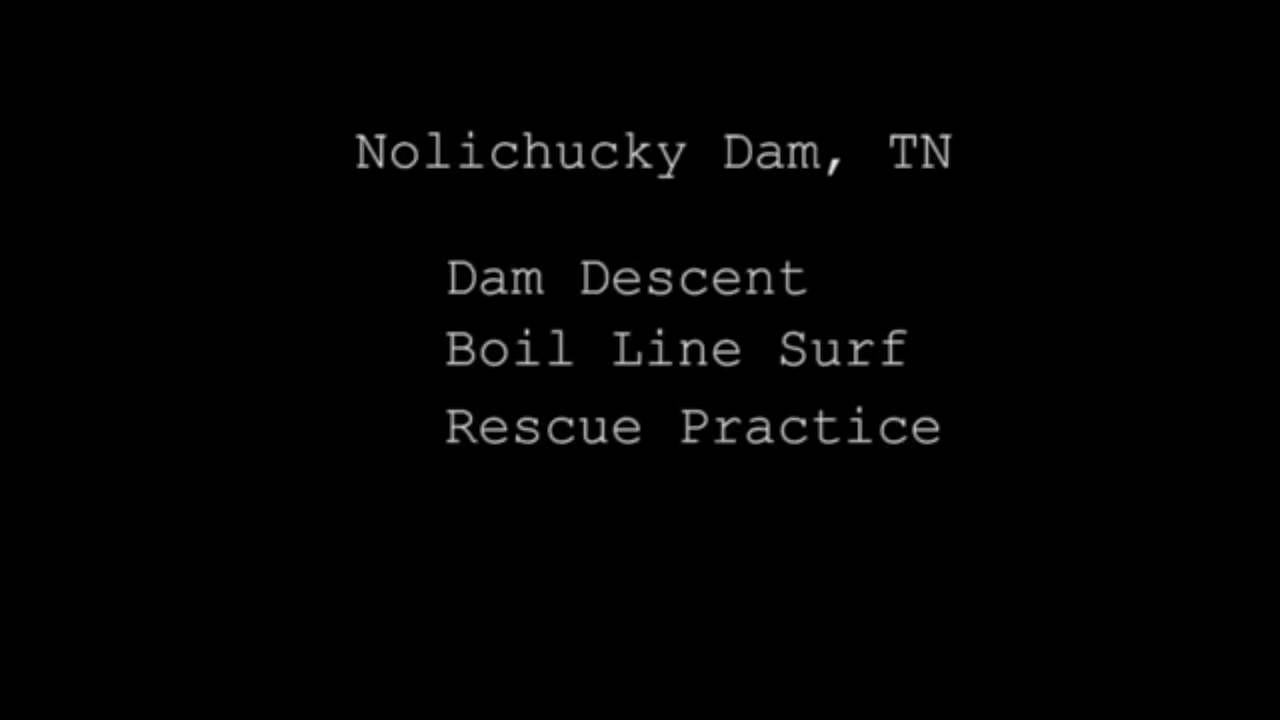 Nolichucky Dam, TN
Dam Descent
Boil Line Surf
Rescue Practice